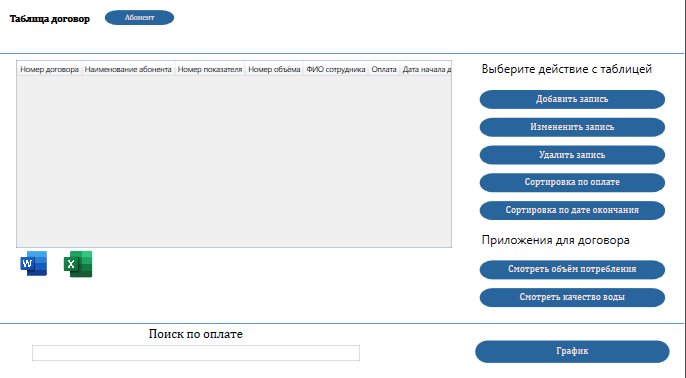 Таблица договор
Абонент
Номер договора Наименование абонента Номер показателя Номер объёма ФИО сотрудника Оплата Дата начала д
Выберите действие с таблицей
Добавить запись
Измененить запись
Удалить запись
Сортировка по оплате
Сортировка по дате окончания
Приложения для договора
Смотреть объём потребления
Смотреть качество воды
W
X
Поиск по оплате
График